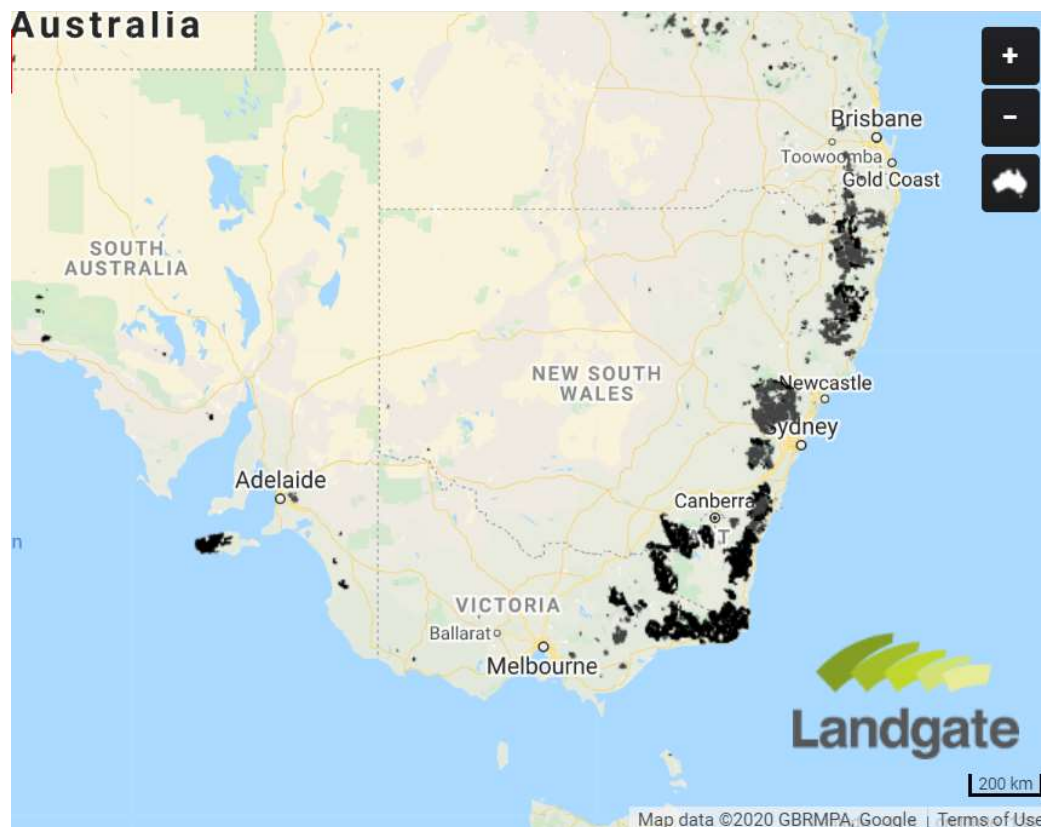 Australia
Brisbane
Toowoomba
Gold Coast
SOUTH
AUSTRALIA
NEW SOUTH
WALES
Newcastle
Sydney
Adelaide
Canberra
VICTORIA
Ballarat
Melbourne
Landgate
200 km
Map data ©2020 GBRMPA, Google
Terms of Use